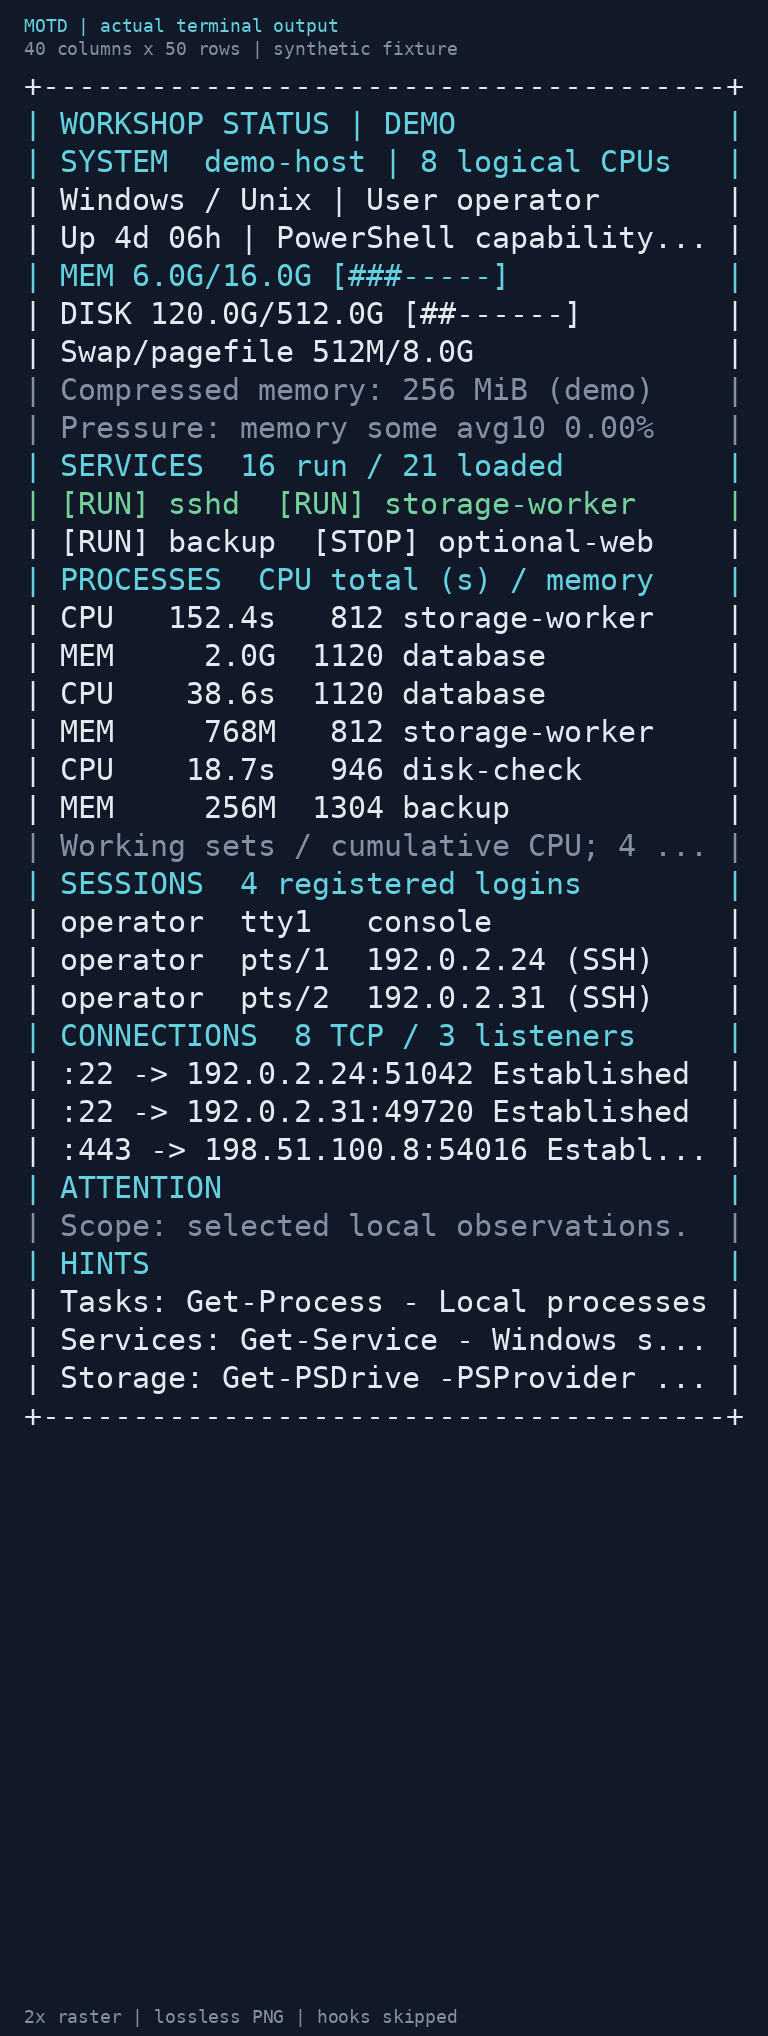 MOTD | actual terminal output
40 columns x 50 rows | synthetic fixture
+--------------------------------------+
| WORKSHOP STATUS | DEMO               |
| SYSTEM  demo-host | 8 logical CPUs   |
| Windows / Unix | User operator       |
| Up 4d 06h | PowerShell capability... |
| MEM 6.0G/16.0G [###-----]            |
| DISK 120.0G/512.0G [##------]        |
| Swap/pagefile 512M/8.0G              |
| Compressed memory: 256 MiB (demo)    |
| Pressure: memory some avg10 0.00%    |
| SERVICES  16 run / 21 loaded         |
| [RUN] sshd  [RUN] storage-worker     |
| [RUN] backup  [STOP] optional-web    |
| PROCESSES  CPU total (s) / memory    |
| CPU   152.4s   812 storage-worker    |
| MEM     2.0G  1120 database          |
| CPU    38.6s  1120 database          |
| MEM     768M   812 storage-worker    |
| CPU    18.7s   946 disk-check        |
| MEM     256M  1304 backup            |
| Working sets / cumulative CPU; 4 ... |
| SESSIONS  4 registered logins        |
| operator  tty1   console             |
| operator  pts/1  192.0.2.24 (SSH)    |
| operator  pts/2  192.0.2.31 (SSH)    |
| CONNECTIONS  8 TCP / 3 listeners     |
| :22 -> 192.0.2.24:51042 Established  |
| :22 -> 192.0.2.31:49720 Established  |
| :443 -> 198.51.100.8:54016 Establ... |
| ATTENTION                            |
| Scope: selected local observations.  |
| HINTS                                |
| Tasks: Get-Process - Local processes |
| Services: Get-Service - Windows s... |
| Storage: Get-PSDrive -PSProvider ... |
+--------------------------------------+
2x raster | lossless PNG | hooks skipped